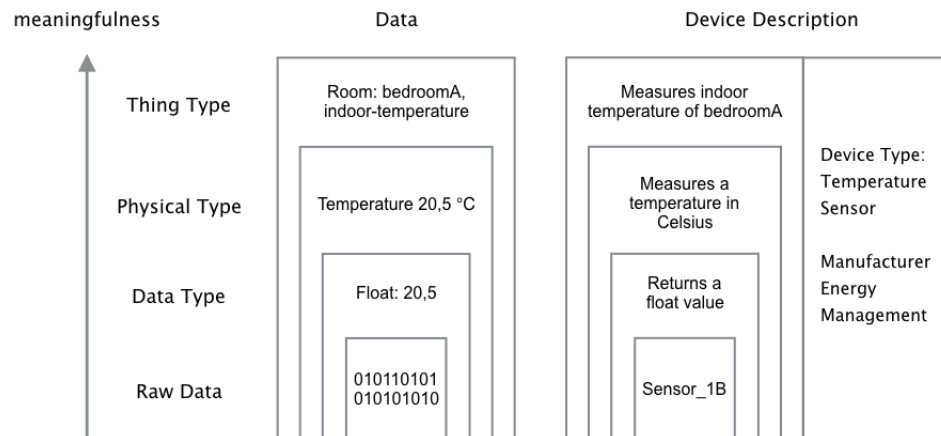 meaningfulness
Data
Device Description
Thing Type
Room: bedroomA,
indoor-temperature
Measures indoor
temperature of bedroomA
Physical Type
Temperature 20,5 °C
Measures a
temperature in
Celsius
Data Type
Float: 20,5
Returns a
float value
Raw Data
010110101
010101010
Sensor_1B
Device Type:
Temperature
Sensor
Manufacturer
Energy
Management